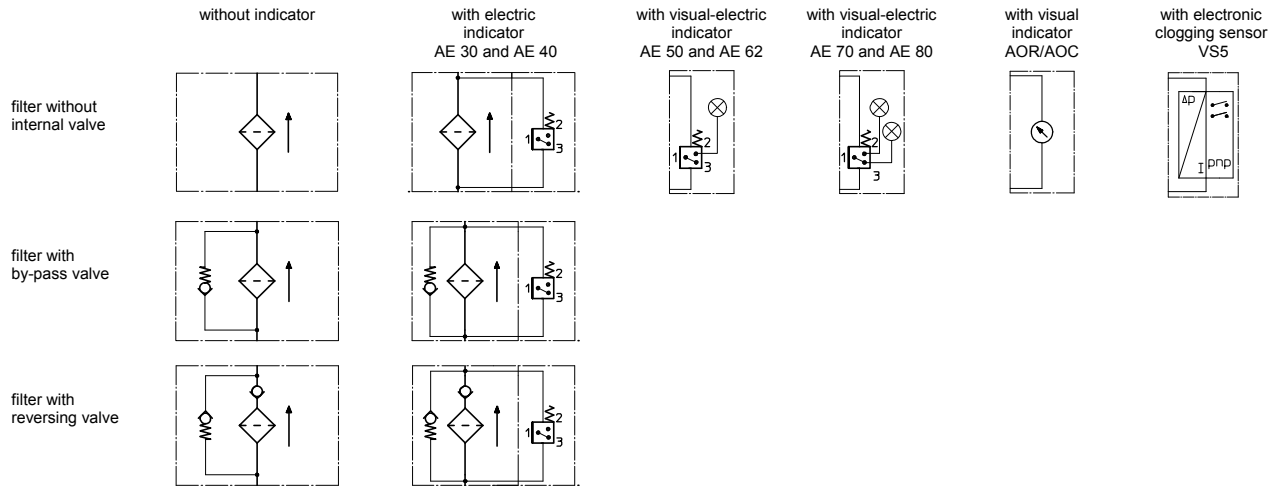 without indicator
with electric
indicator
AE 30 and AE 40
with visual-electric
indicator
AE 50 and AE 62
with visual-electric
indicator
AE 70 and AE 80
with visual
indicator
AOR/AOC
with electronic
clogging sensor
VS5
filter without
internal valve
1
2
3
1
2
3
1
2
3
Δp
I
pnp
filter with
by-pass valve
1
2
3
filter with
reversing valve
1
2
3